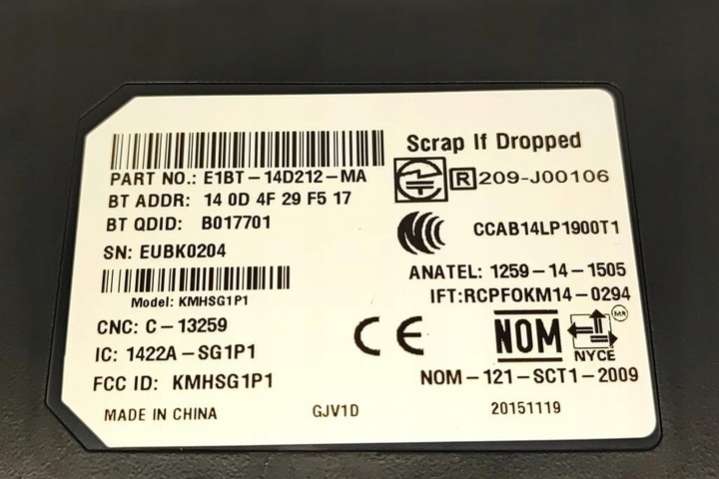 Scrap If Dropped
PART NO.: E1BT-14D212-MA
R 209-J00106
BT ADDR: 14 0D 4F 29 F5 17
BT QDID: B017701
CCAB14LP1900T1
SN: EUBK0204
ANATEL: 1259-14-1505
Model: KMHSG1P1
IFT:RCPFOKM14-0294
CNC: C-13259
CE
NOM
NYCE
IC: 1422A-SG1P1
FCC ID: KMHSG1P1
NOM-121-SCT1-2009
MADE IN CHINA
GJV1D
20151119